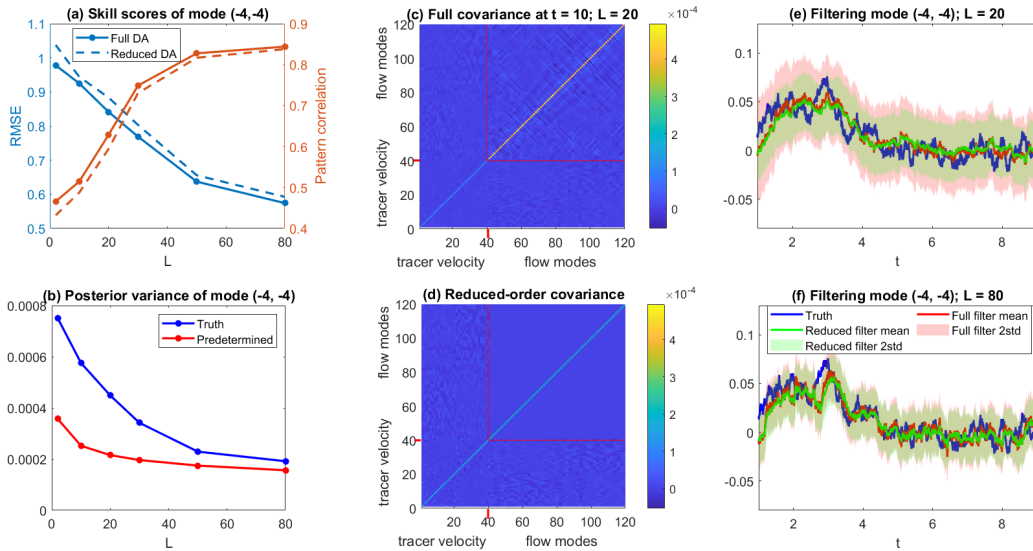 (a) Skill scores of mode (-4,-4)
1.1
1
0.9
0.8
0.7
0.6
0.5
RMSE
Full DA
Reduced DA
0.9
0.8
0.7
0.6
0.5
0.4
Pattern correlation
0 20 40 60 80
L
(c) Full covariance at t = 10; L = 20
×10⁻⁴
120
100
80
60
40
20
flow modes
tracer velocity
4
3
2
1
0
20 40 60 80 100 120
tracer velocity flow modes
(e) Filtering mode (-4, -4); L = 20
0.1
0.05
0
-0.05
2 4 6 8
t
(b) Posterior variance of mode (-4, -4)
0.0008
0.0006
0.0004
0.0002
0
Truth
Predetermined
0 20 40 60 80
L
(d) Reduced-order covariance
×10⁻⁴
120
100
80
60
40
20
flow modes
tracer velocity
4
3
2
1
0
20 40 60 80 100 120
tracer velocity flow modes
(f) Filtering mode (-4, -4); L = 80
Truth Full filter mean
Reduced filter mean Full filter 2std
Reduced filter 2std
0.1
0.05
0
-0.05
2 4 6 8
t